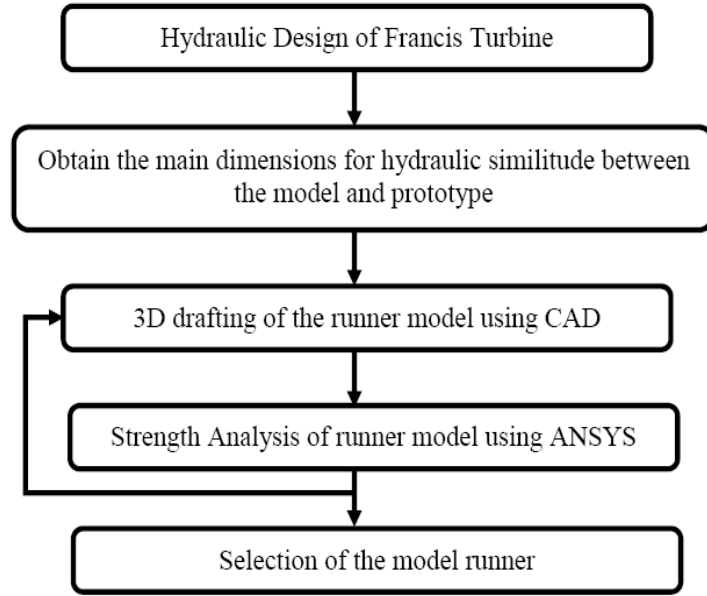 Hydraulic Design of Francis Turbine
Obtain the main dimensions for hydraulic similitude between
the model and prototype
3D drafting of the runner model using CAD
Strength Analysis of runner model using ANSYS
Selection of the model runner